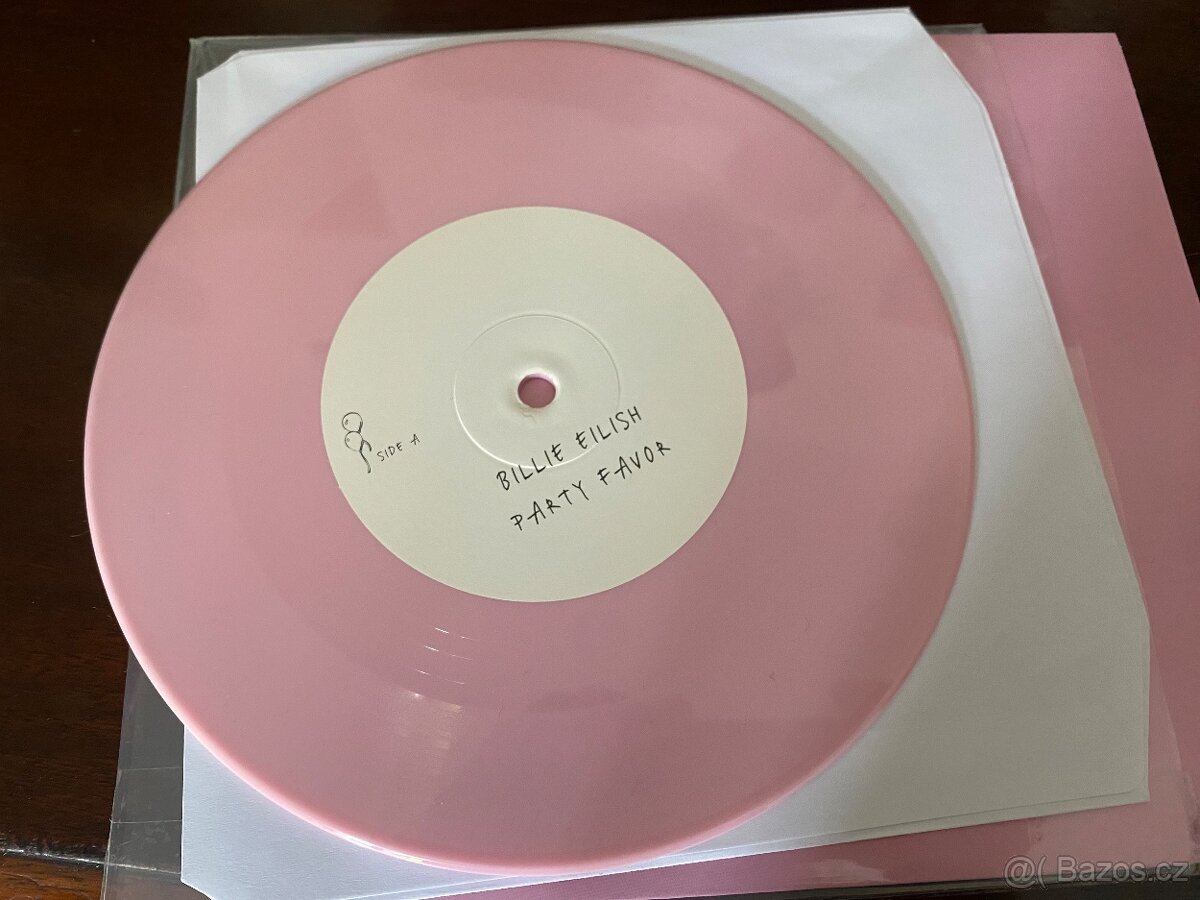 SIDE A
BILLIE EILISH
PARTY FAVOR
@( Bazos.cz